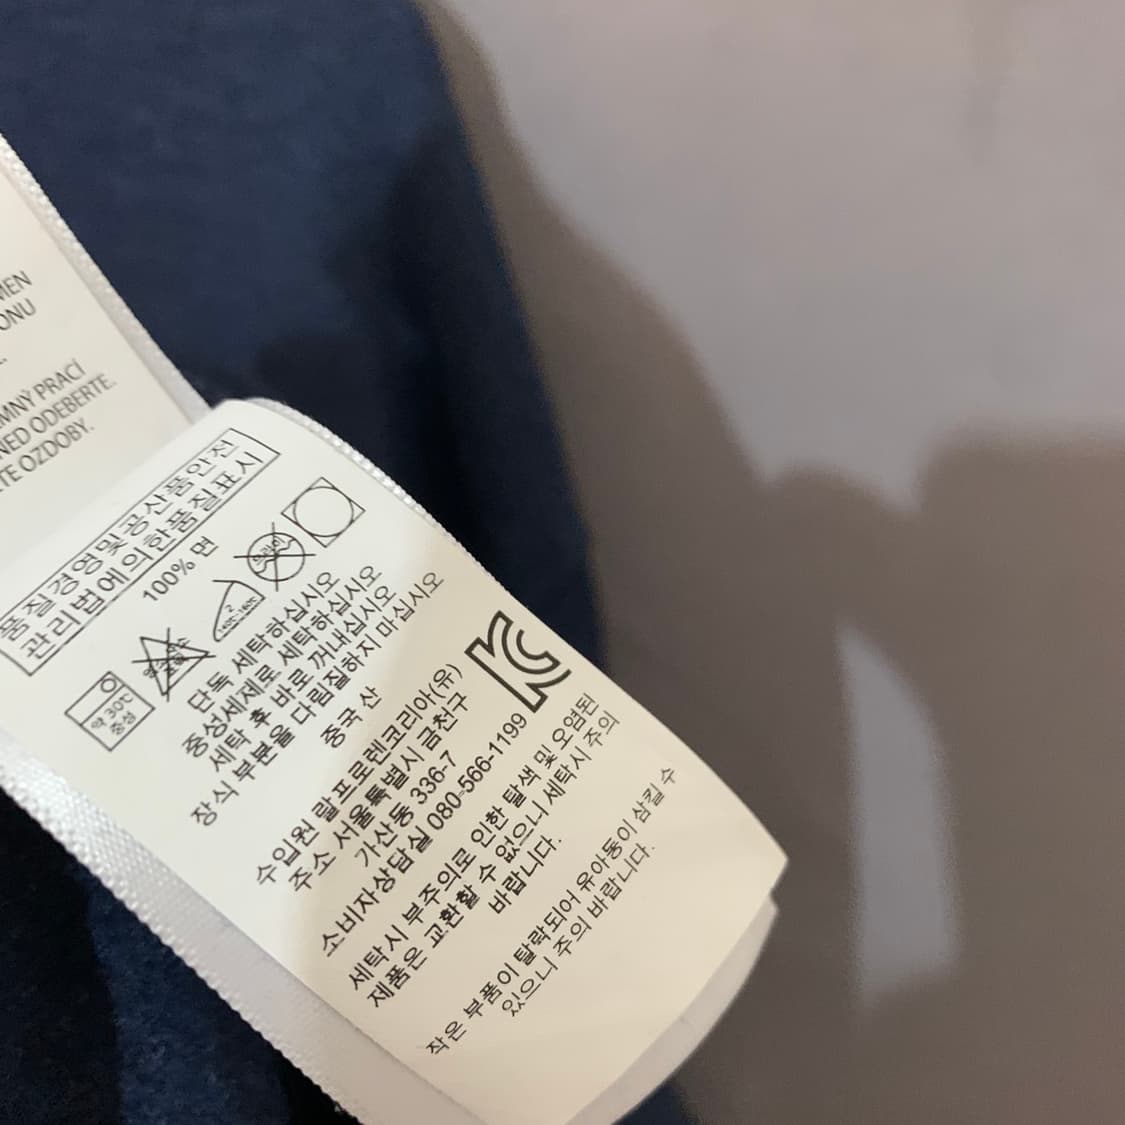 MEN
ONU
MNÝ PRACÍ
NED ODEBERTE.
TE OZDOBY.
품질경영및공산품안전
관리법에의한품질표시
100% 면
약 30℃
중성
2
140℃-160℃
드라이
단독 세탁하십시오
중성세제로 세탁하십시오
세탁 후 바로 꺼내십시오
장식 부분을 다림질하지 마십시오
중국 산
수입원 랄프로렌코리아(유)
주소 서울특별시 금천구
가산동 336-7
소비자상담실 080-566-1199
세탁시 부주의로 인한 탈색 및 오염된
제품은 교환할 수 없으니 세탁시 주의
바랍니다.
작은 부품이 탈락되어 유아동이 삼킬 수
있으니 주의 바랍니다.